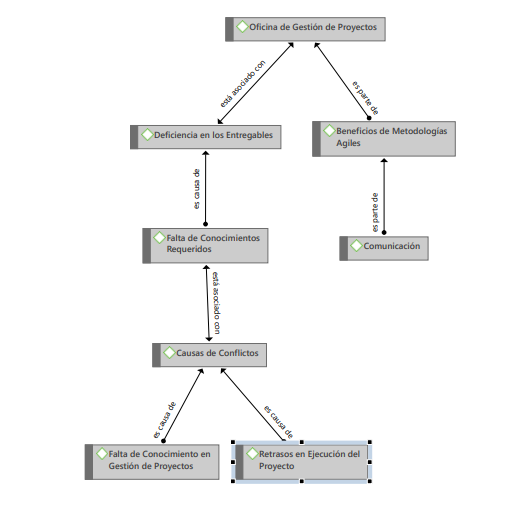 Oficina de Gestión de Proyectos
está asociado con
es parte de
Deficiencia en los Entregables
Beneficios de Metodologías
Agiles
es causa de
es parte de
Falta de Conocimientos
Requeridos
Comunicación
está asociado con
Causas de Conflictos
es causa de
es causa de
Falta de Conocimiento en
Gestión de Proyectos
Retrasos en Ejecución del
Proyecto